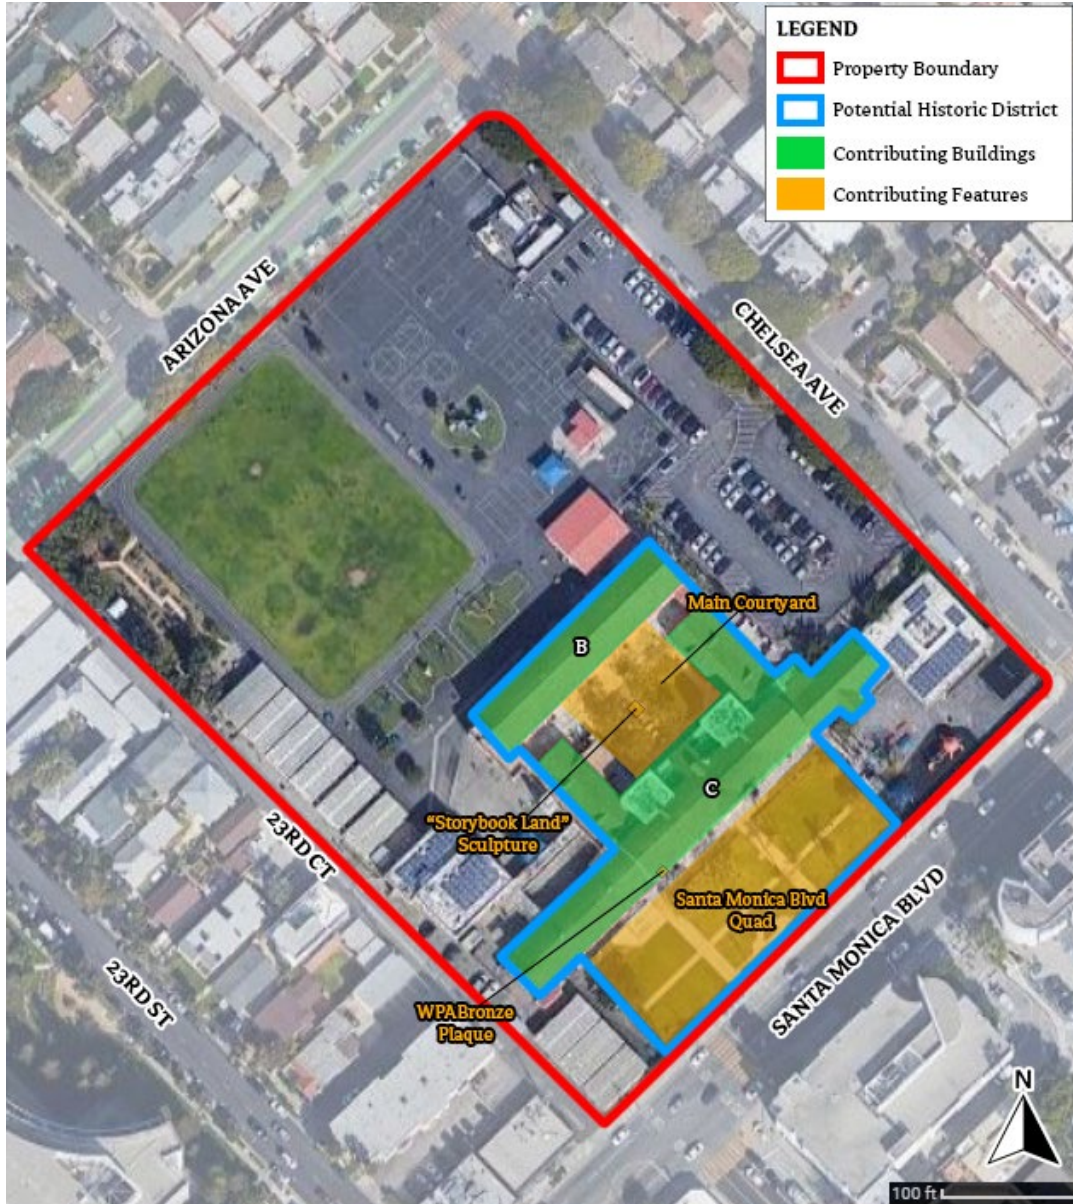 LEGEND
Property Boundary
Potential Historic District
Contributing Buildings
Contributing Features
ARIZONA AVE
CHELSEA AVE
Main Courtyard
B
C
"Storybook Land"
Sculpture
Santa Monica Blvd
Quad
23RD CT
SANTA MONICA BLVD
23RD ST
WPA Bronze
Plaque
N
100 ft